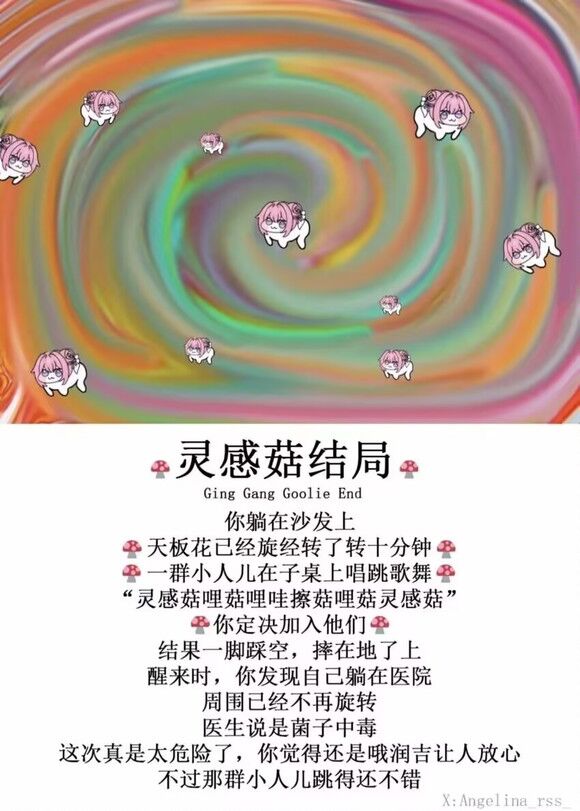 🍄灵感菇结局🍄
Ging Gang Goolie End
你躺在沙发上
🍄天板花已经旋经转了转十分钟🍄
🍄一群小人儿在子桌上唱跳歌舞🍄
“灵感菇哩菇哩哇擦菇哩菇灵感菇”
🍄你定决加入他们🍄
结果一脚踩空，摔在地了上
醒来时，你发现自己躺在医院
周围已经不再旋转
医生说是菌子中毒
这次真是太危险了，你觉得还是哦润吉让人放心
不过那群小人儿跳得还不错
X:Angelina_rss_